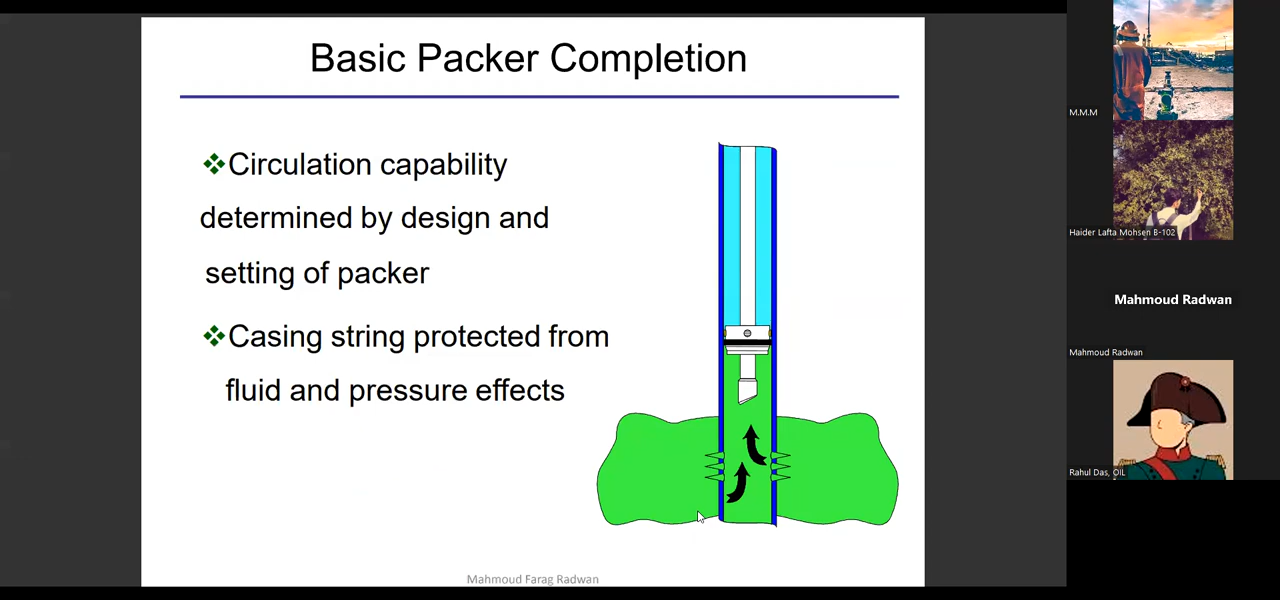 Basic Packer Completion
❖Circulation capability
determined by design and
setting of packer
❖Casing string protected from
fluid and pressure effects
Mahmoud Farag Radwan
M.M.M
Haider Lafta Mohsen B-102
Mahmoud Radwan
Mahmoud Radwan
Rahul Das, OIL